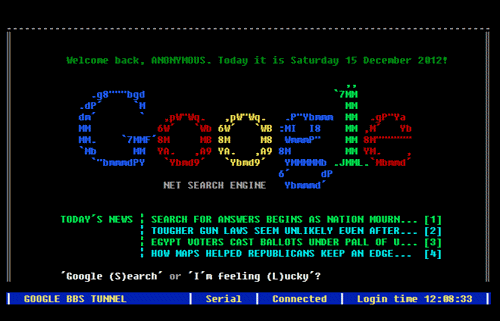 Welcome back, ANONYMOUS. Today it is Saturday 15 December 2012!
Google
NET SEARCH ENGINE
TODAY'S NEWS
SEARCH FOR ANSWERS BEGINS AS NATION MOURN... [1]
TOUGHER GUN LAWS SEEN UNLIKELY EVEN AFTER... [2]
EGYPT VOTERS CAST BALLOTS UNDER PALL OF U... [3]
HOW MAPS HELPED REPUBLICANS KEEP AN EDGE... [4]
'Google (S)earch' or 'I'm feeling (L)ucky'?
GOOGLE BBS TUNNEL | Serial | Connected | Login time 12:08:33